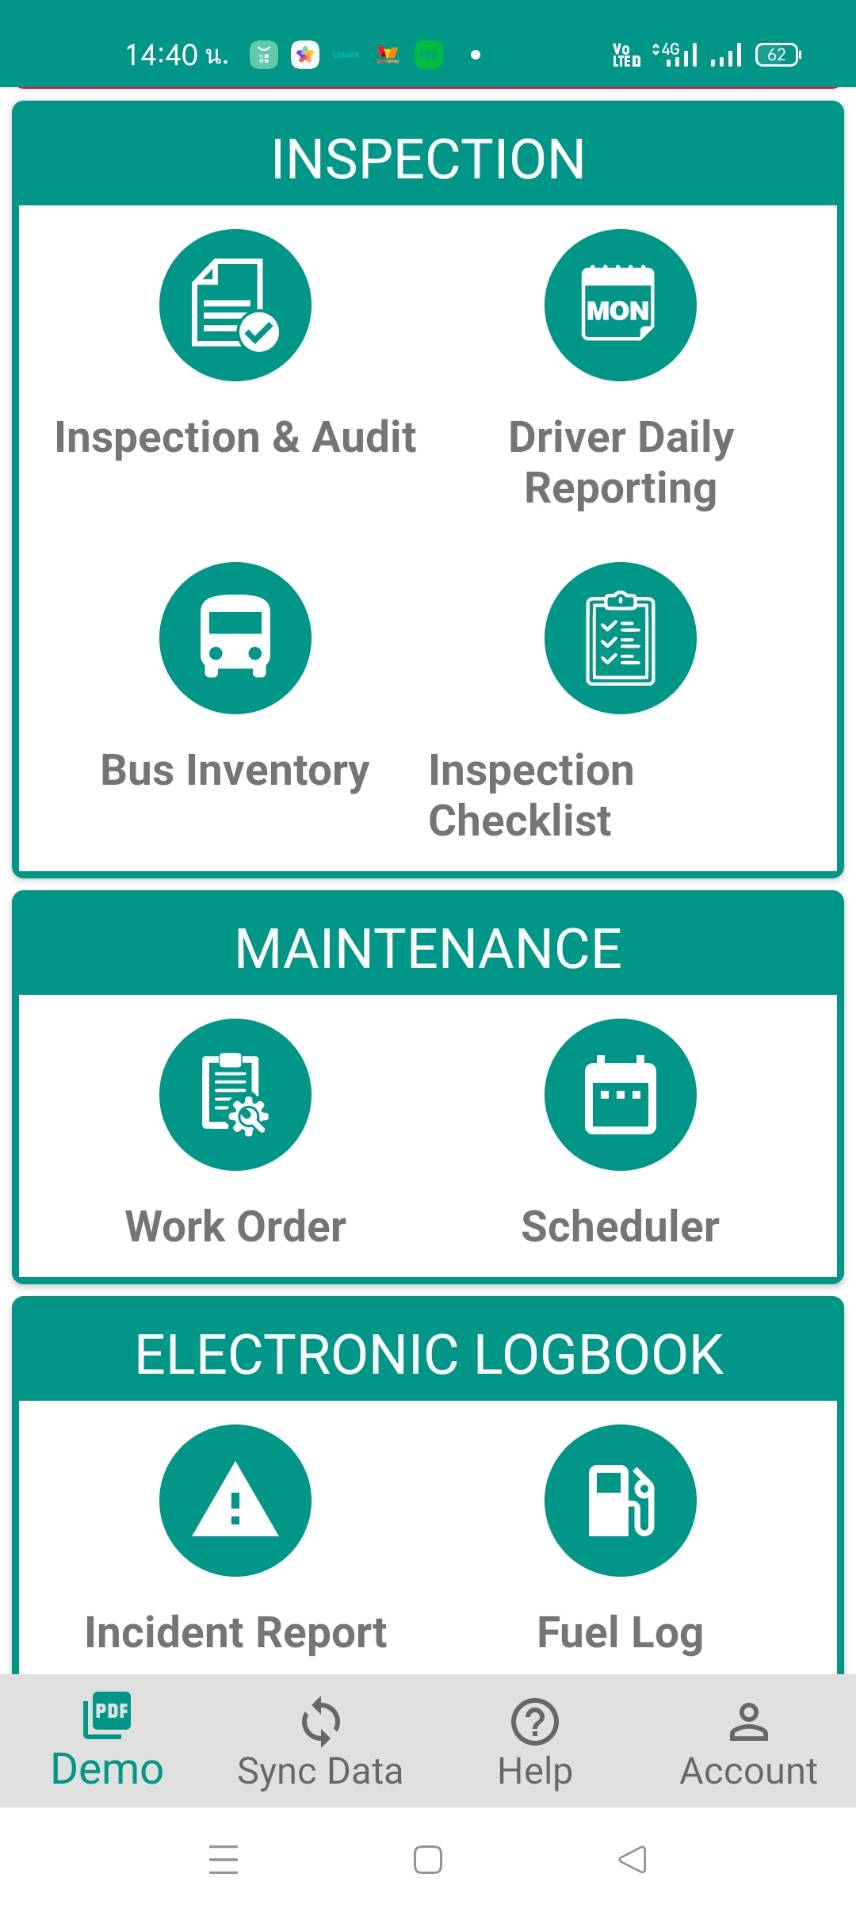 14:40 น.
Vo LTE 4G 62
INSPECTION
MON
Inspection & Audit
Driver Daily
Reporting
Bus Inventory
Inspection
Checklist
MAINTENANCE
Work Order
Scheduler
ELECTRONIC LOGBOOK
Incident Report
Fuel Log
PDF
Demo
Sync Data
Help
Account